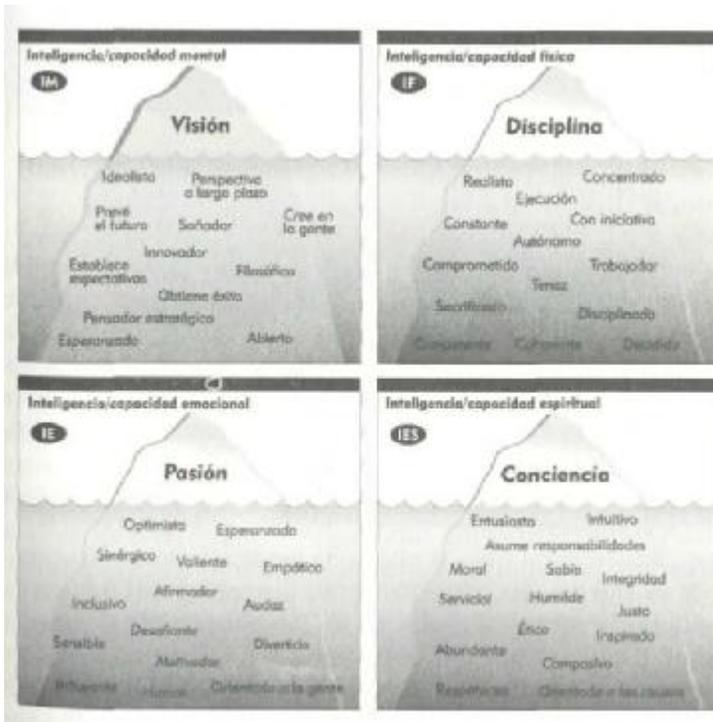 Inteligencia/capacidad mental
IM
Visión
Idealista
Perspectiva
a largo plazo
Prevé
el futuro
Soñador
Cree en
la gente
Innovador
Establece
expectativas
Filosófico
Obtiene éxito
Pensador estratégico
Esperanzado
Abierto
Inteligencia/capacidad física
IF
Disciplina
Realista
Concentrado
Ejecución
Constante
Con iniciativa
Autónomo
Comprometido
Trabajador
Tenaz
Sacrificado
Disciplinado
Competente
Coherente
Decidido
Inteligencia/capacidad emocional
IE
Pasión
Optimista
Esperanzado
Sinérgico
Valiente
Empático
Afirmador
Inclusivo
Audaz
Desafiante
Sensible
Divertido
Motivador
Influyente
Orientado a la gente
Inteligencia/capacidad espiritual
IES
Conciencia
Entusiasta
Intuitivo
Asume responsabilidades
Moral
Sabio
Integridad
Servicial
Humilde
Justo
Ético
Inspirado
Abundante
Compasivo
Respetuoso
Orientado a las causas